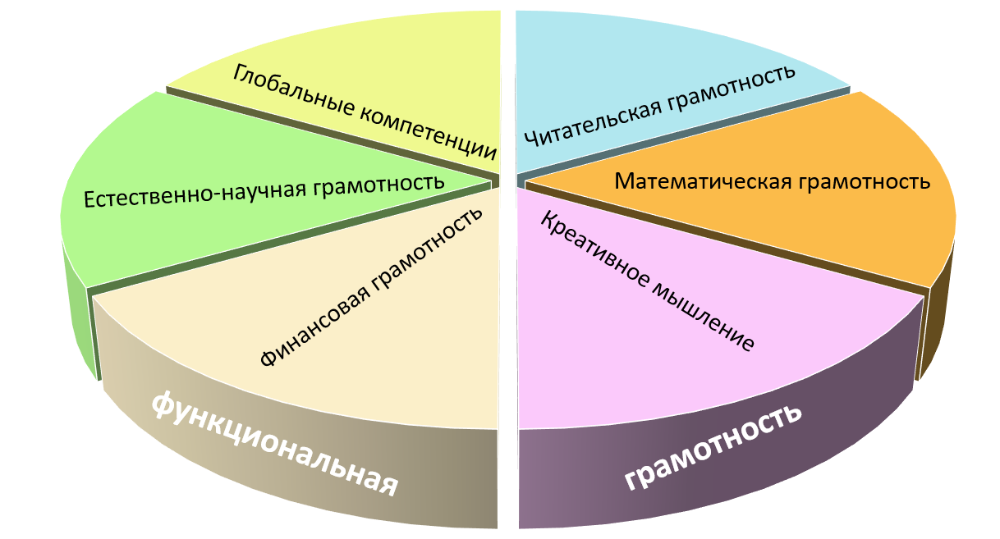 Глобальные компетенции
Читательская грамотность
Естественно-научная грамотность
Математическая грамотность
Финансовая грамотность
Креативное мышление
функциональная
грамотность